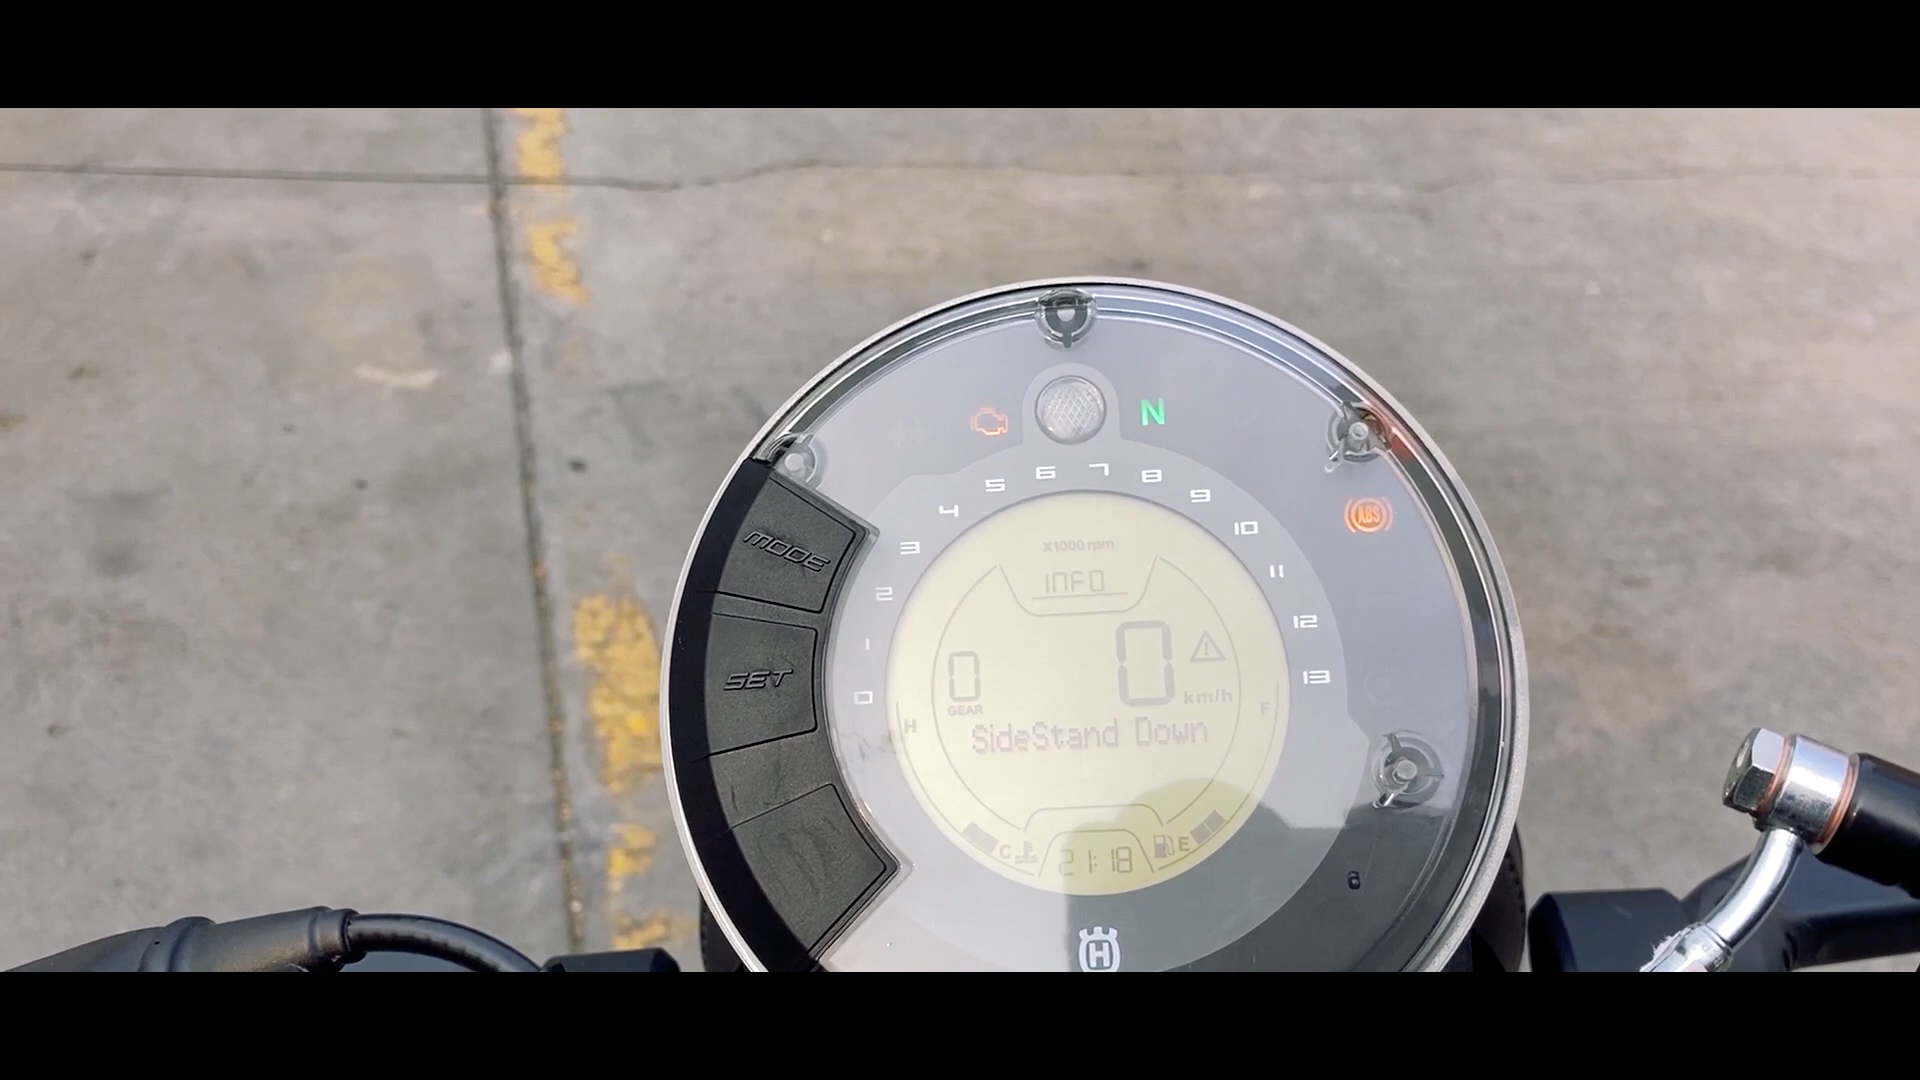 N
0 1 2 3 4 5 6 7 8 9 10 11 12 13
ABS
MODE
SET
X1000 rpm
INFO
0 0
GEAR km/h
H F
SideStand Down
C E
21:18
H